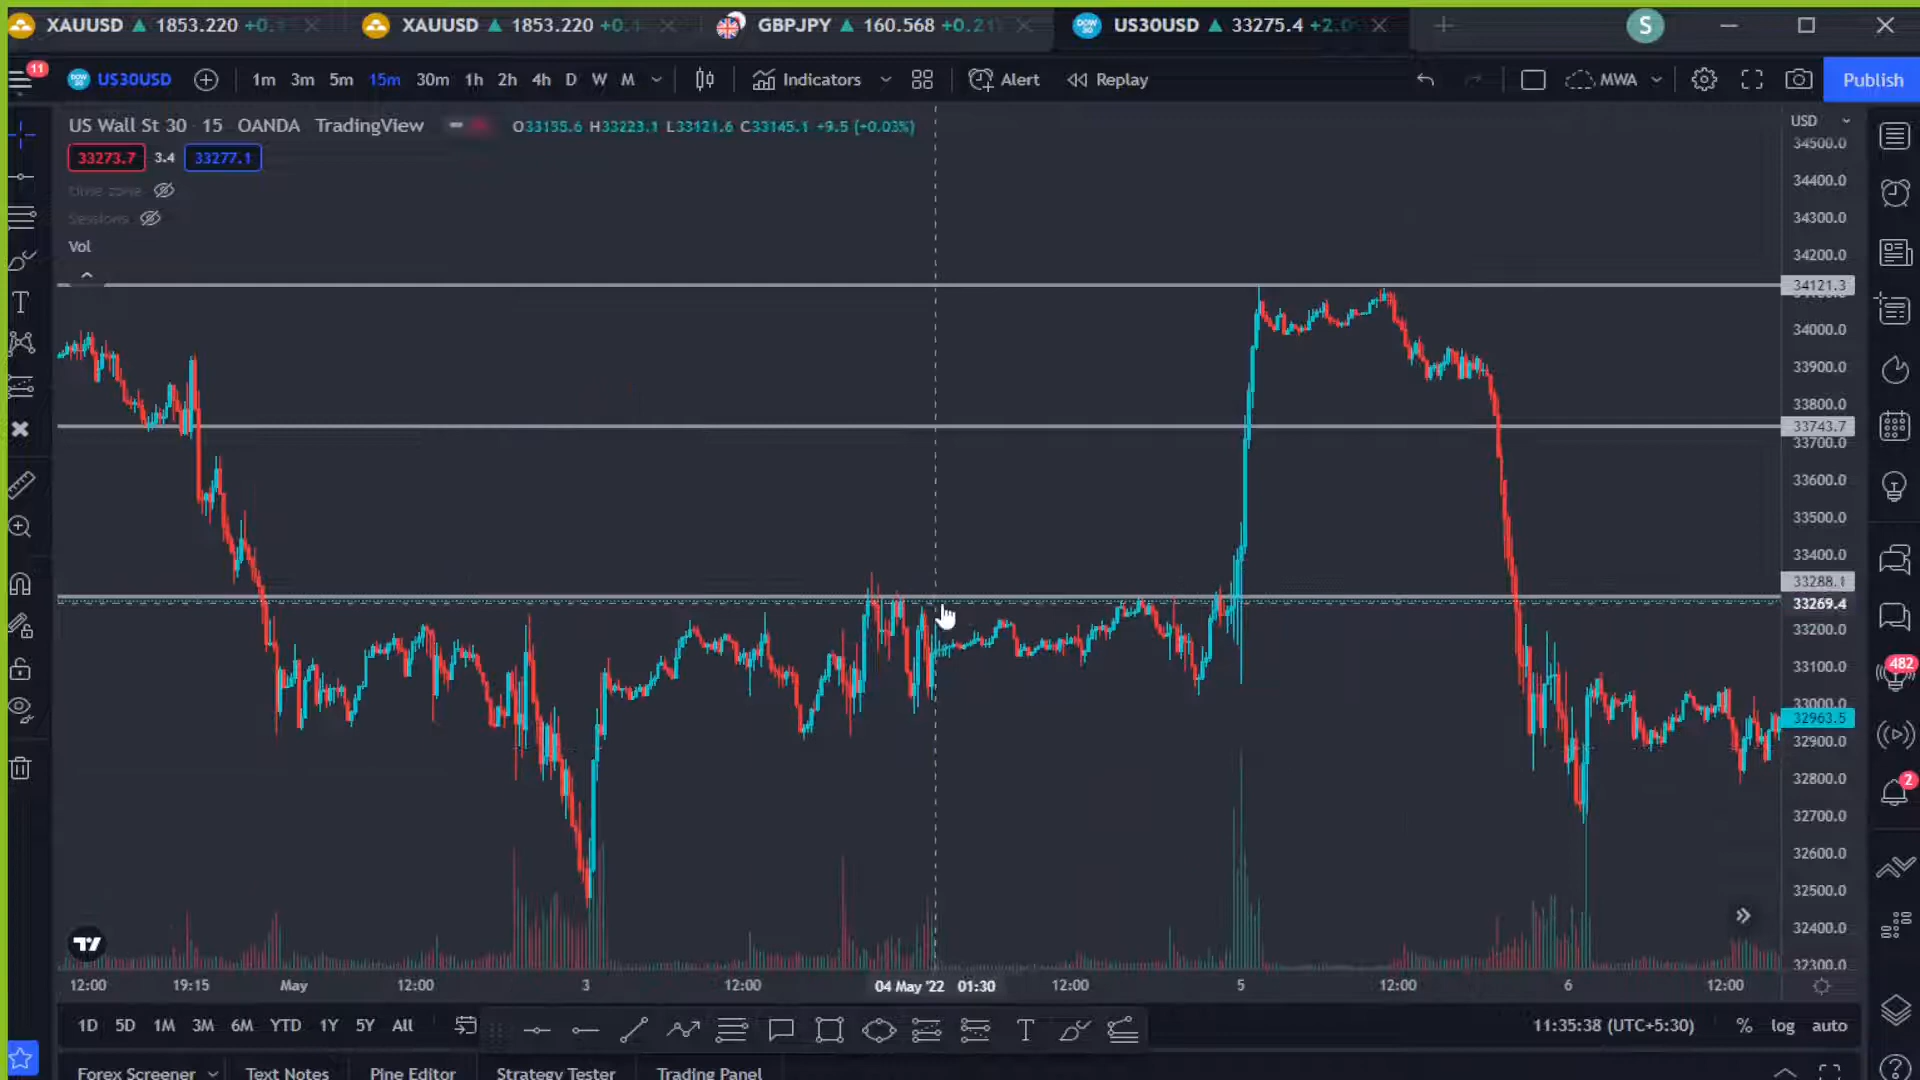 XAUUSD ▲ 1853.220 XAUUSD ▲ 1853.220 GBPJPY ▲ 160.568 +0.21 US30USD ▲ 33275.4 S
11 US30USD 1m 3m 5m 15m 30m 1h 2h 4h D W M Indicators Alert Replay MWA Publish
US Wall St 30 · 15 · OANDA · TradingView O33135.6 H33223.1 L33121.6 C33145.1 +9.5 (+0.03%)
33273.7 3.4 33277.1
Sessions
Vol
USD
34500.0
34400.0
34300.0
34200.0
34121.3
34000.0
33900.0
33800.0
33743.7
33700.0
33600.0
33500.0
33400.0
33288.1
33269.4
33200.0
33100.0
33000.0
32963.5
32900.0
32800.0
32700.0
32600.0
32500.0
32400.0
32300.0
482
2
12:00 19:15 May 12:00 3 12:00 04 May '22 01:30 12:00 5 12:00 6 12:00
1D 5D 1M 3M 6M YTD 1Y 5Y All T 11:35:38 (UTC+5:30) % log auto
Forex Screener Text Notes Pine Editor Strategy Tester Trading Panel